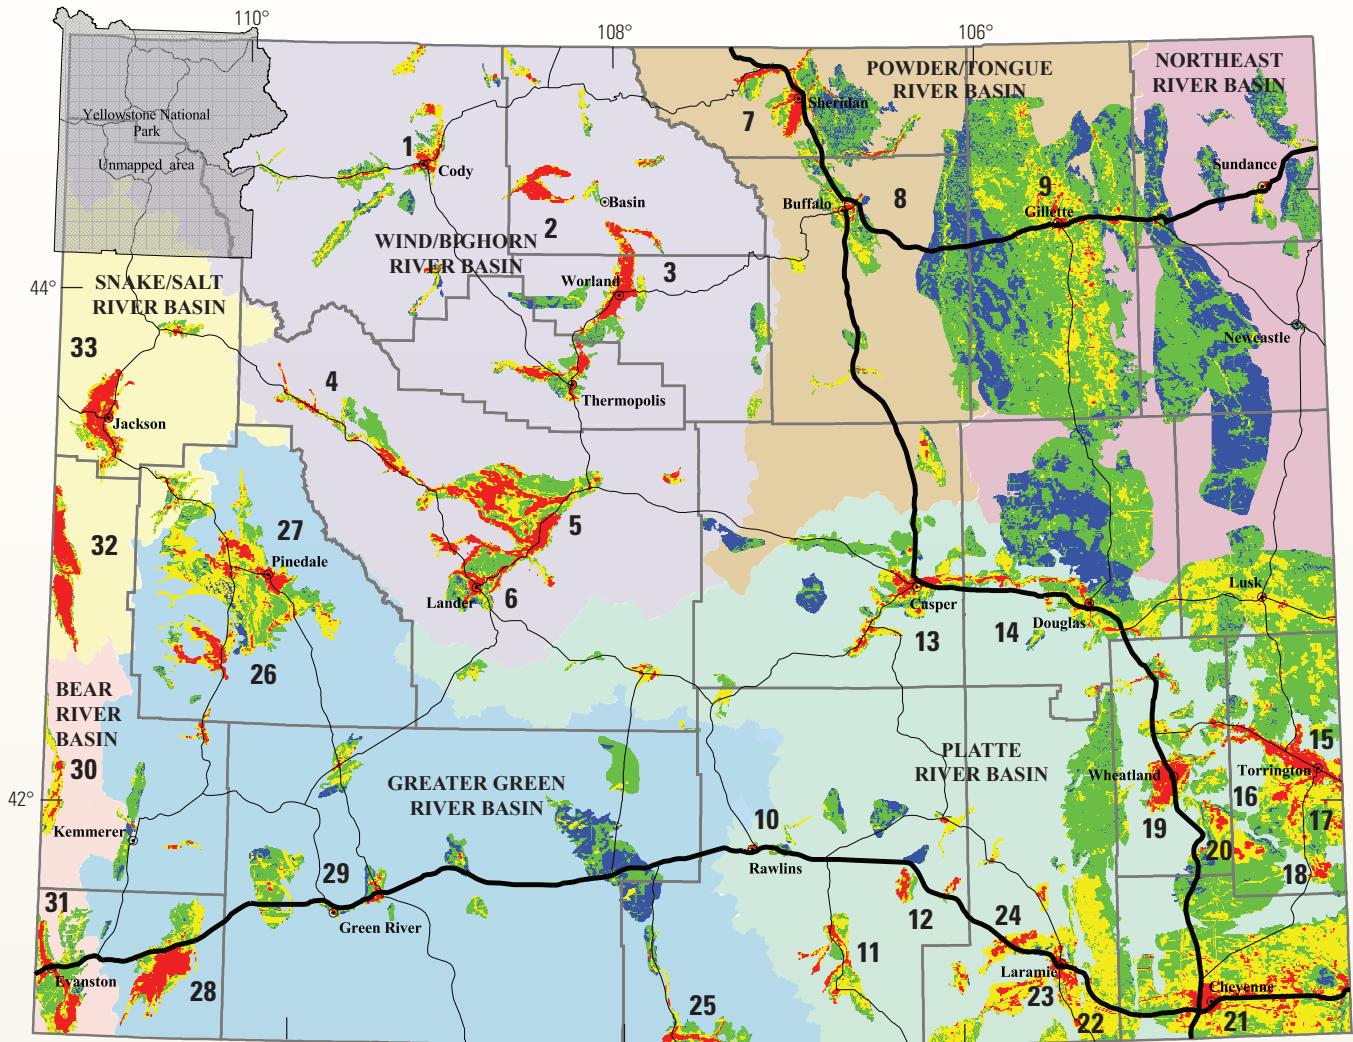 110°
108°
106°
NORTHEAST
RIVER BASIN
POWDER/TONGUE
RIVER BASIN
Yellowstone National
Park
Unmapped area
Sheridan
7
1
Cody
Sundance
Basin
2
Buffalo
8
9
Gillette
WIND/BIGHORN
RIVER BASIN
3
Worland
44°
SNAKE/SALT
RIVER BASIN
33
Newcastle
4
Thermopolis
Jackson
5
27
32
Pinedale
Lander
6
Casper
13
14
Douglas
Lusk
26
BEAR
RIVER
BASIN
30
15
PLATTE
RIVER BASIN
Wheatland
Torrington
42°
GREATER GREEN
RIVER BASIN
16
17
Kemmerer
10
19
20
Rawlins
18
29
31
12
Green River
24
11
Laramie
Evanston
28
23
Cheyenne
25
22
21